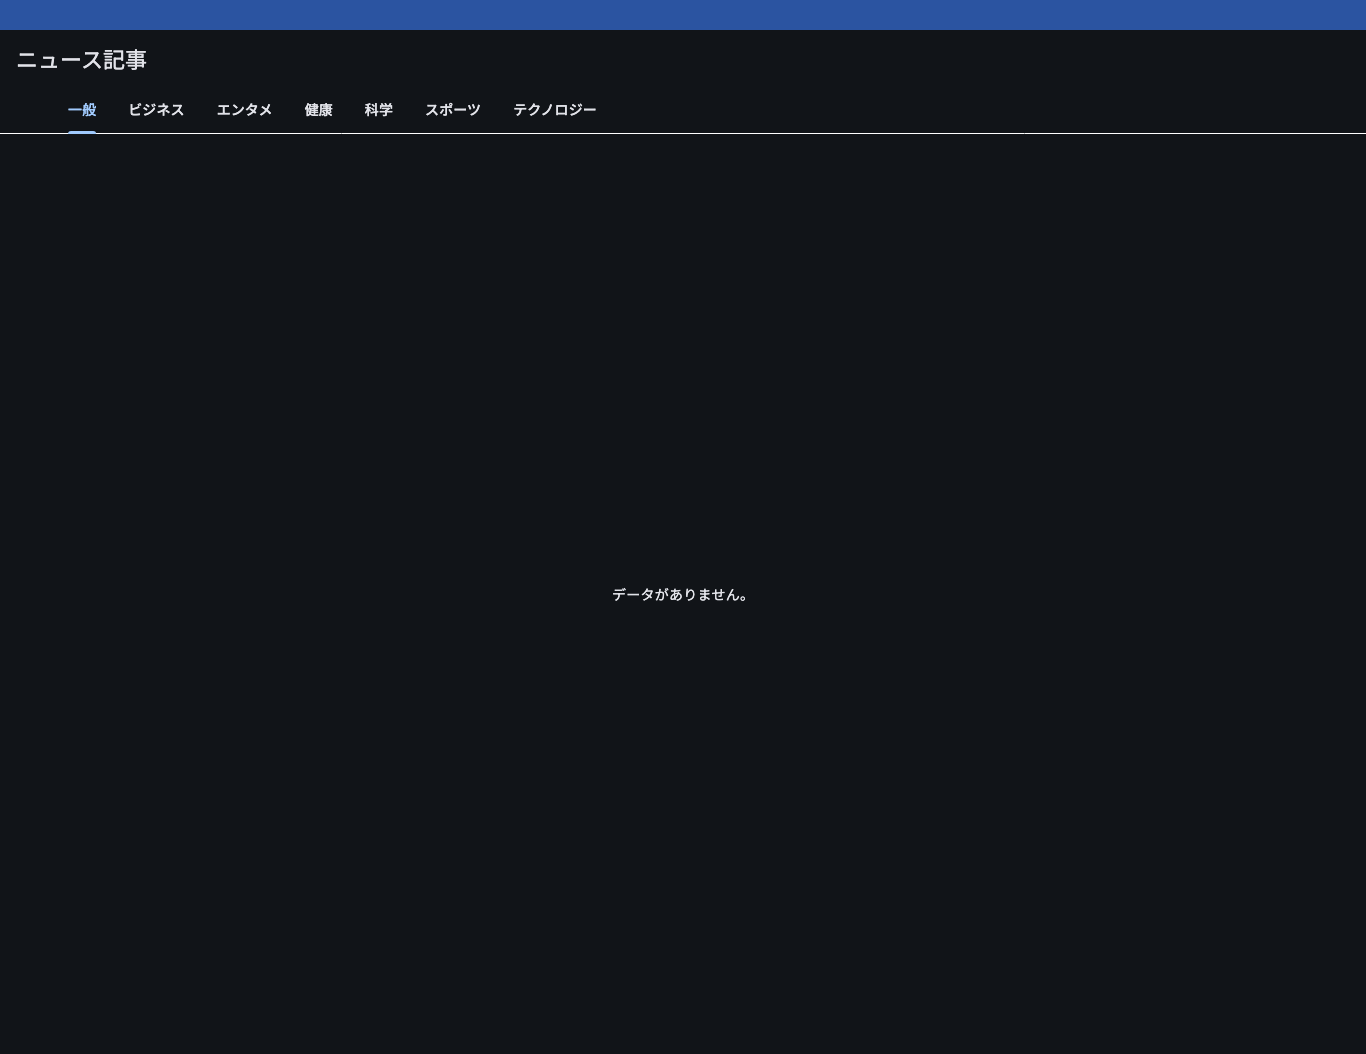 ニュース記事
一般 ビジネス エンタメ 健康 科学 スポーツ テクノロジー
データがありません。